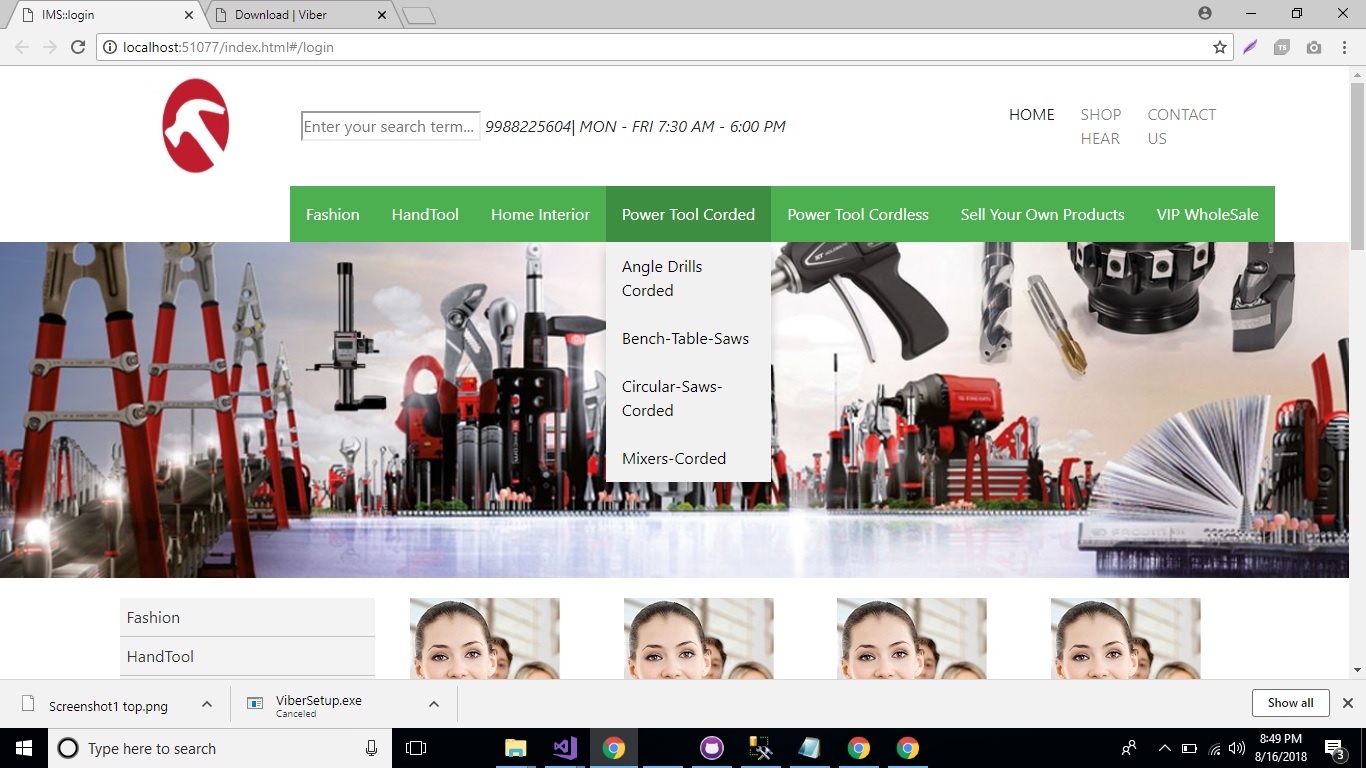 IMS::login
Download | Viber
localhost:51077/index.html#/login
TS
Enter your search term... 9988225604| MON - FRI 7:30 AM - 6:00 PM
HOME
SHOP HEAR
CONTACT US
Fashion
HandTool
Home Interior
Power Tool Corded
Power Tool Cordless
Sell Your Own Products
VIP WholeSale
Angle Drills
Corded
Bench-Table-Saws
Circular-Saws-
Corded
Mixers-Corded
Fashion
HandTool
Screenshot1 top.png
ViberSetup.exe
Canceled
Show all
Type here to search
8:49 PM
8/16/2018
3